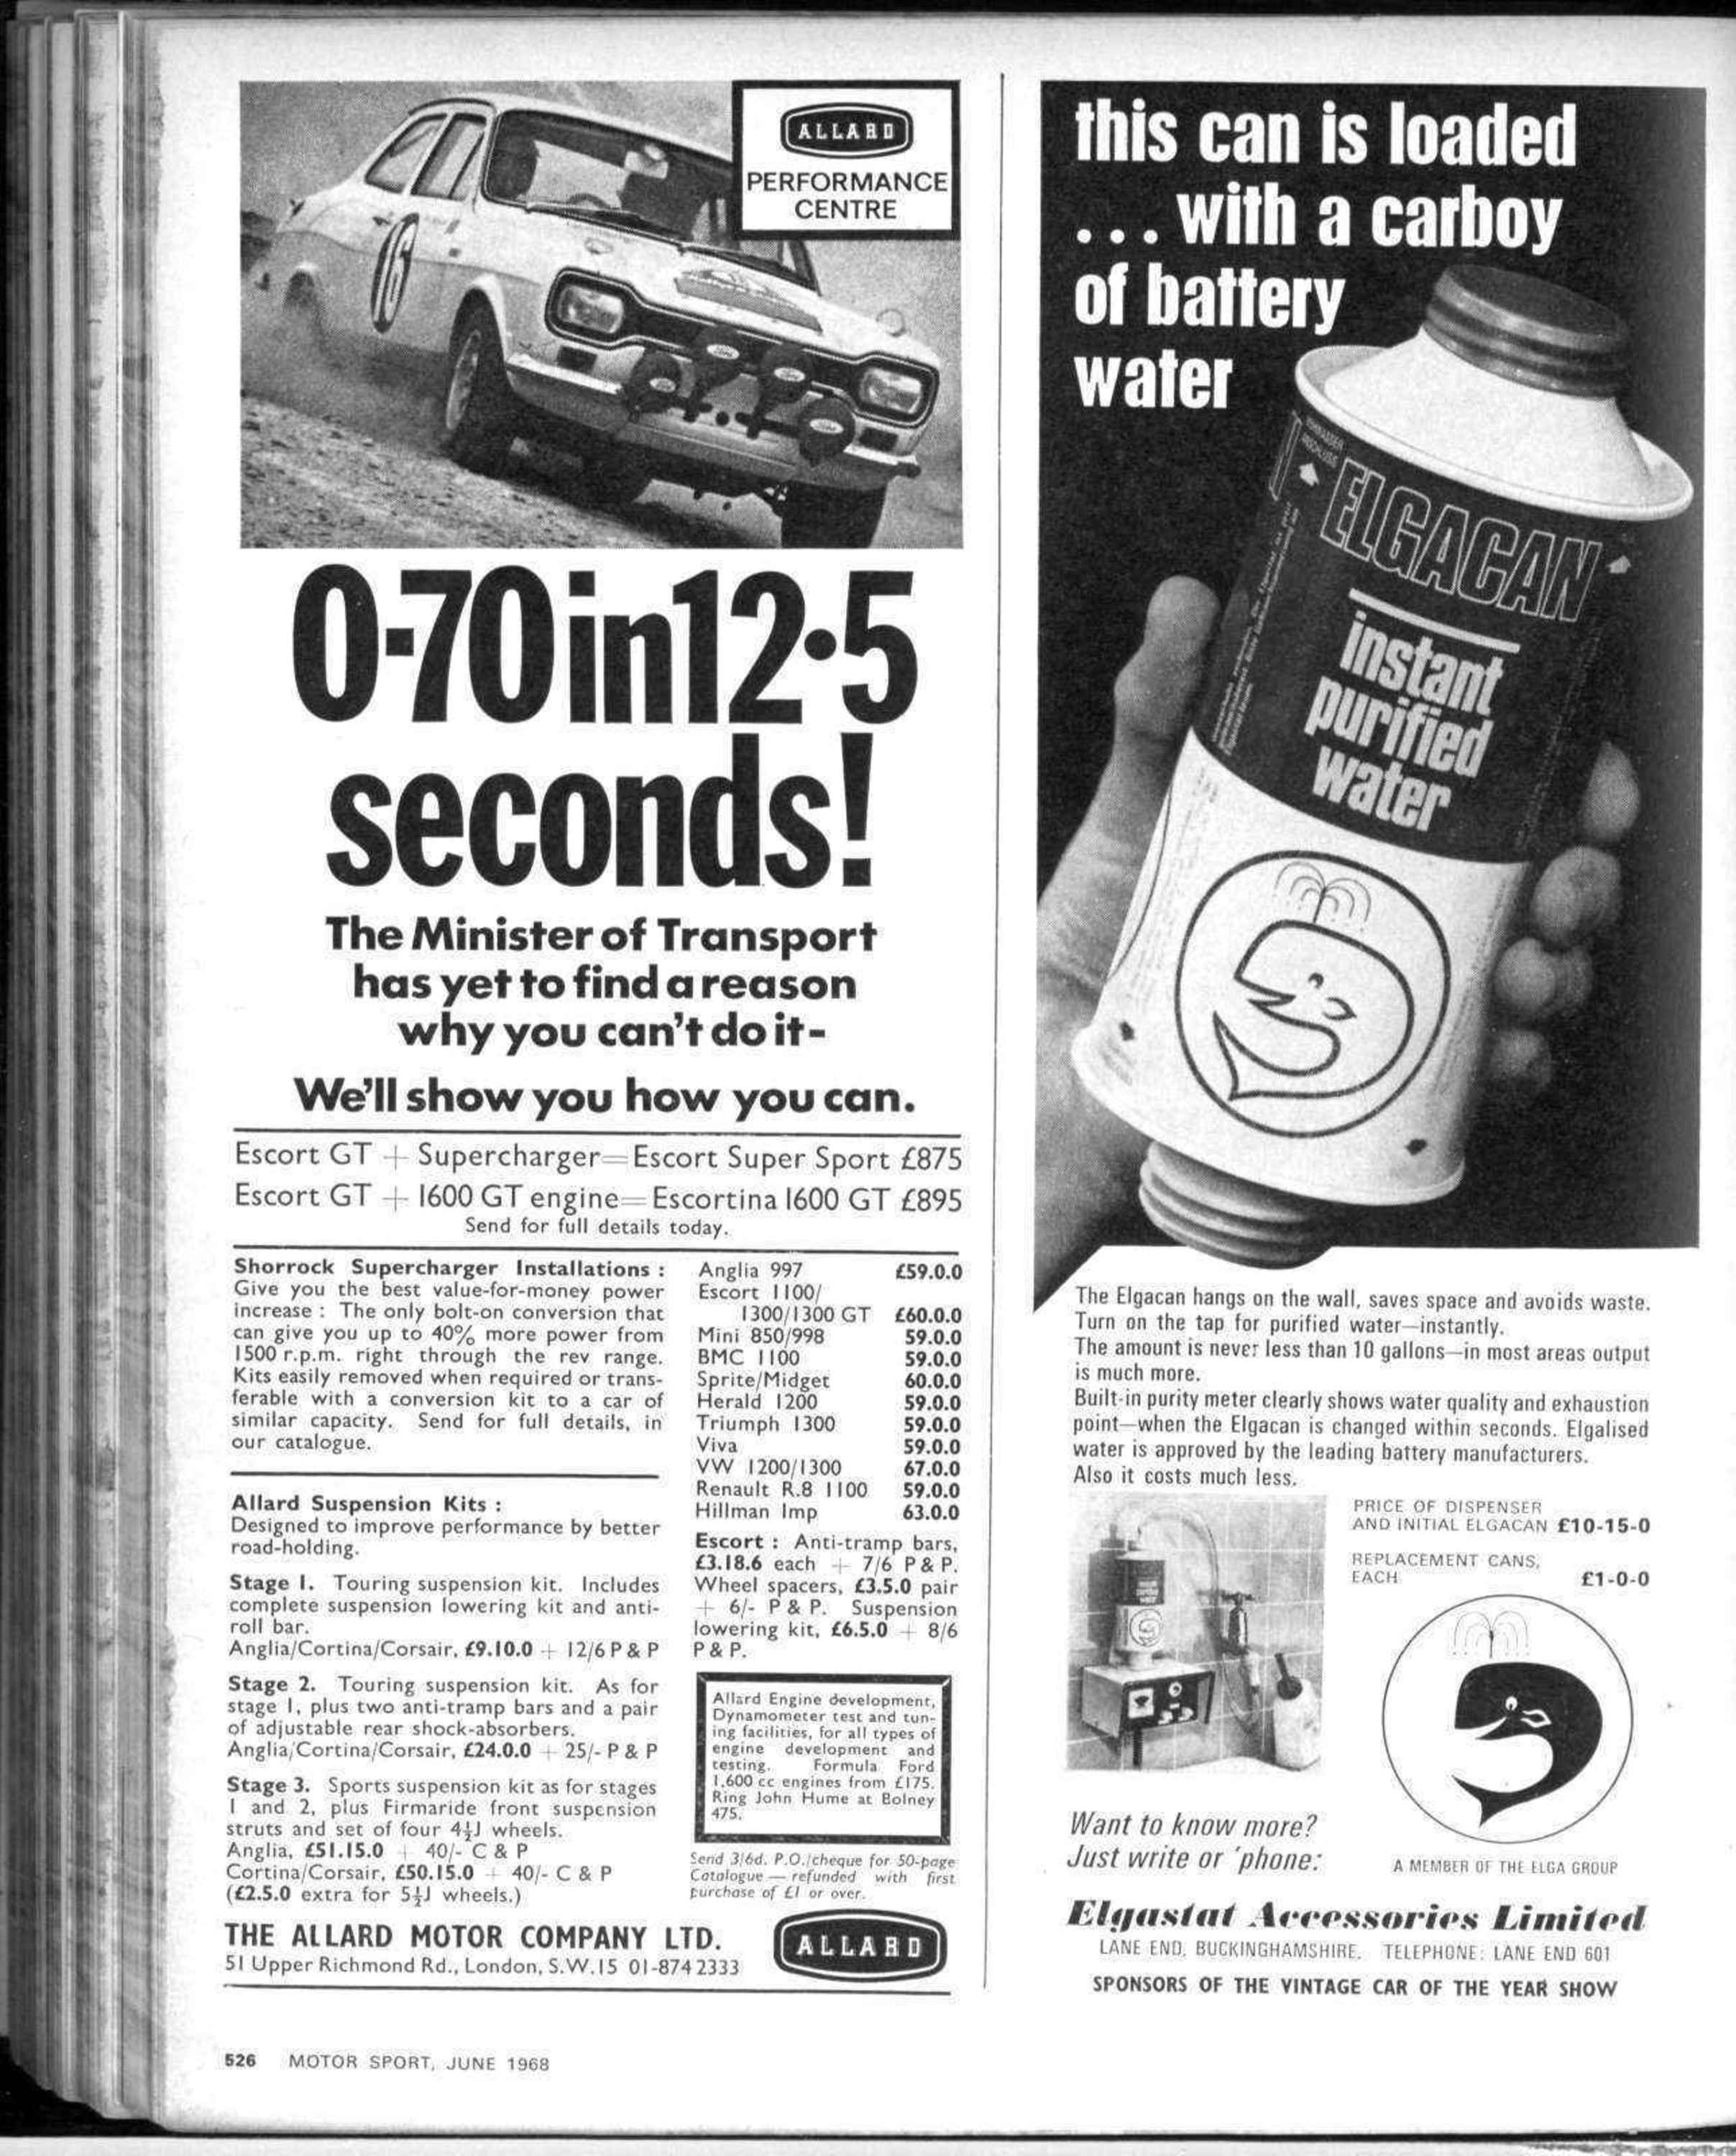 ALLARD
PERFORMANCE
CENTRE
16
0-70 in 12·5
seconds!
The Minister of Transport
has yet to find a reason
why you can't do it-
We'll show you how you can.
Escort GT + Supercharger=Escort Super Sport £875
Escort GT + 1600 GT engine=Escortina 1600 GT £895
Send for full details today.
Shorrock Supercharger Installations :
Give you the best value-for-money power
increase : The only bolt-on conversion that
can give you up to 40% more power from
1500 r.p.m. right through the rev range.
Kits easily removed when required or trans-
ferable with a conversion kit to a car of
similar capacity. Send for full details, in
our catalogue.
Allard Suspension Kits :
Designed to improve performance by better
road-holding.
Stage 1. Touring suspension kit. Includes
complete suspension lowering kit and anti-
roll bar.
Anglia/Cortina/Corsair, £9.10.0 + 12/6 P & P
Stage 2. Touring suspension kit. As for
stage 1, plus two anti-tramp bars and a pair
of adjustable rear shock-absorbers.
Anglia/Cortina/Corsair, £24.0.0 + 25/- P & P
Stage 3. Sports suspension kit as for stages
1 and 2, plus Firmaride front suspension
struts and set of four 4½J wheels.
Anglia, £51.15.0 + 40/- C & P
Cortina/Corsair, £50.15.0 + 40/- C & P
(£2.5.0 extra for 5½J wheels.)
Anglia 997 £59.0.0
Escort 1100/
1300/1300 GT £60.0.0
Mini 850/998 59.0.0
BMC 1100 59.0.0
Sprite/Midget 60.0.0
Herald 1200 59.0.0
Triumph 1300 59.0.0
Viva 59.0.0
VW 1200/1300 67.0.0
Renault R.8 1100 59.0.0
Hillman Imp 63.0.0
Escort : Anti-tramp bars,
£3.18.6 each + 7/6 P & P.
Wheel spacers, £3.5.0 pair
+ 6/- P & P. Suspension
lowering kit, £6.5.0 + 8/6
P & P.
Allard Engine development,
Dynamometer test and tun-
ing facilities, for all types of
engine development and
testing. Formula Ford
1,600 cc engines from £175.
Ring John Hume at Bolney
475.
Send 3/6d. P.O./cheque for 50-page
Catalogue — refunded with first
purchase of £1 or over.
THE ALLARD MOTOR COMPANY LTD.
51 Upper Richmond Rd., London, S.W.15 01-874 2333
ALLARD
this can is loaded
... with a carboy
of battery
water
ELGACAN
instant
purified
water
The Elgacan hangs on the wall, saves space and avoids waste.
Turn on the tap for purified water—instantly.
The amount is never less than 10 gallons—in most areas output
is much more.
Built-in purity meter clearly shows water quality and exhaustion
point—when the Elgacan is changed within seconds. Elgalised
water is approved by the leading battery manufacturers.
Also it costs much less.
PRICE OF DISPENSER
AND INITIAL ELGACAN £10-15-0
REPLACEMENT CANS,
EACH £1-0-0
Want to know more?
Just write or 'phone:
A MEMBER OF THE ELGA GROUP
Elgastat Accessories Limited
LANE END, BUCKINGHAMSHIRE. TELEPHONE: LANE END 601
SPONSORS OF THE VINTAGE CAR OF THE YEAR SHOW
526 MOTOR SPORT, JUNE 1968